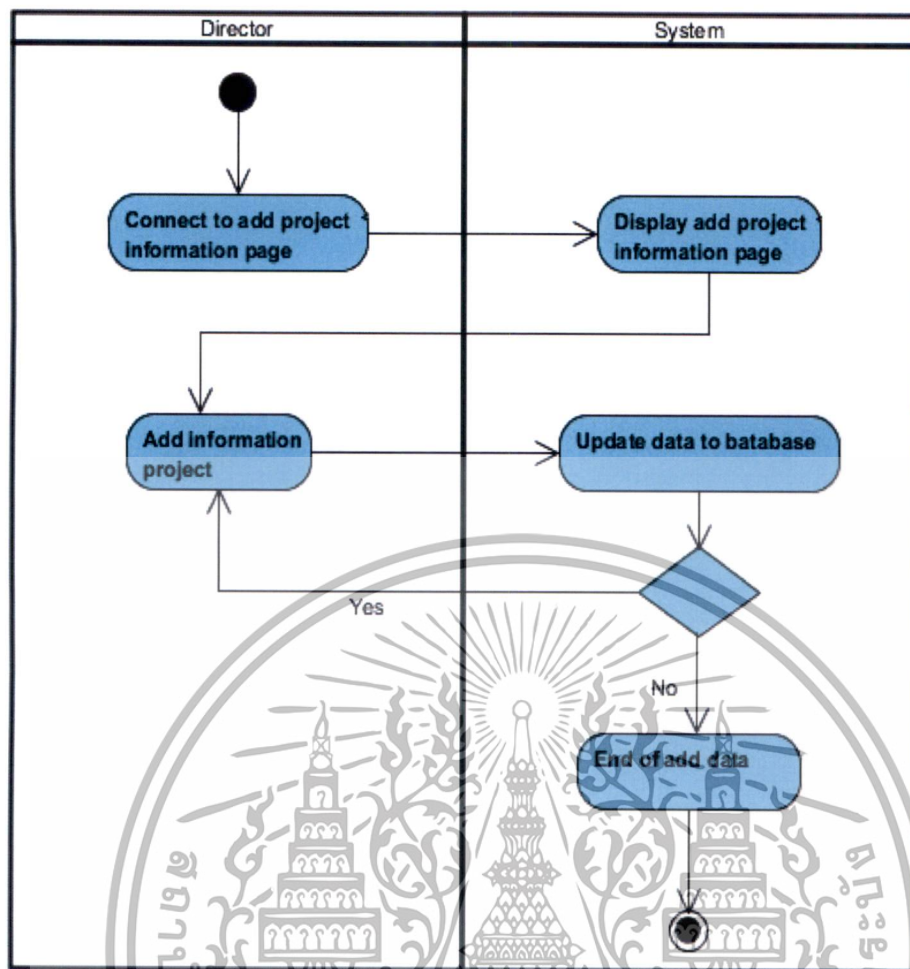 Director
System
Connect to add project
information page
Display add project
information page
Add information
project
Update data to batabase
Yes
No
End of add data